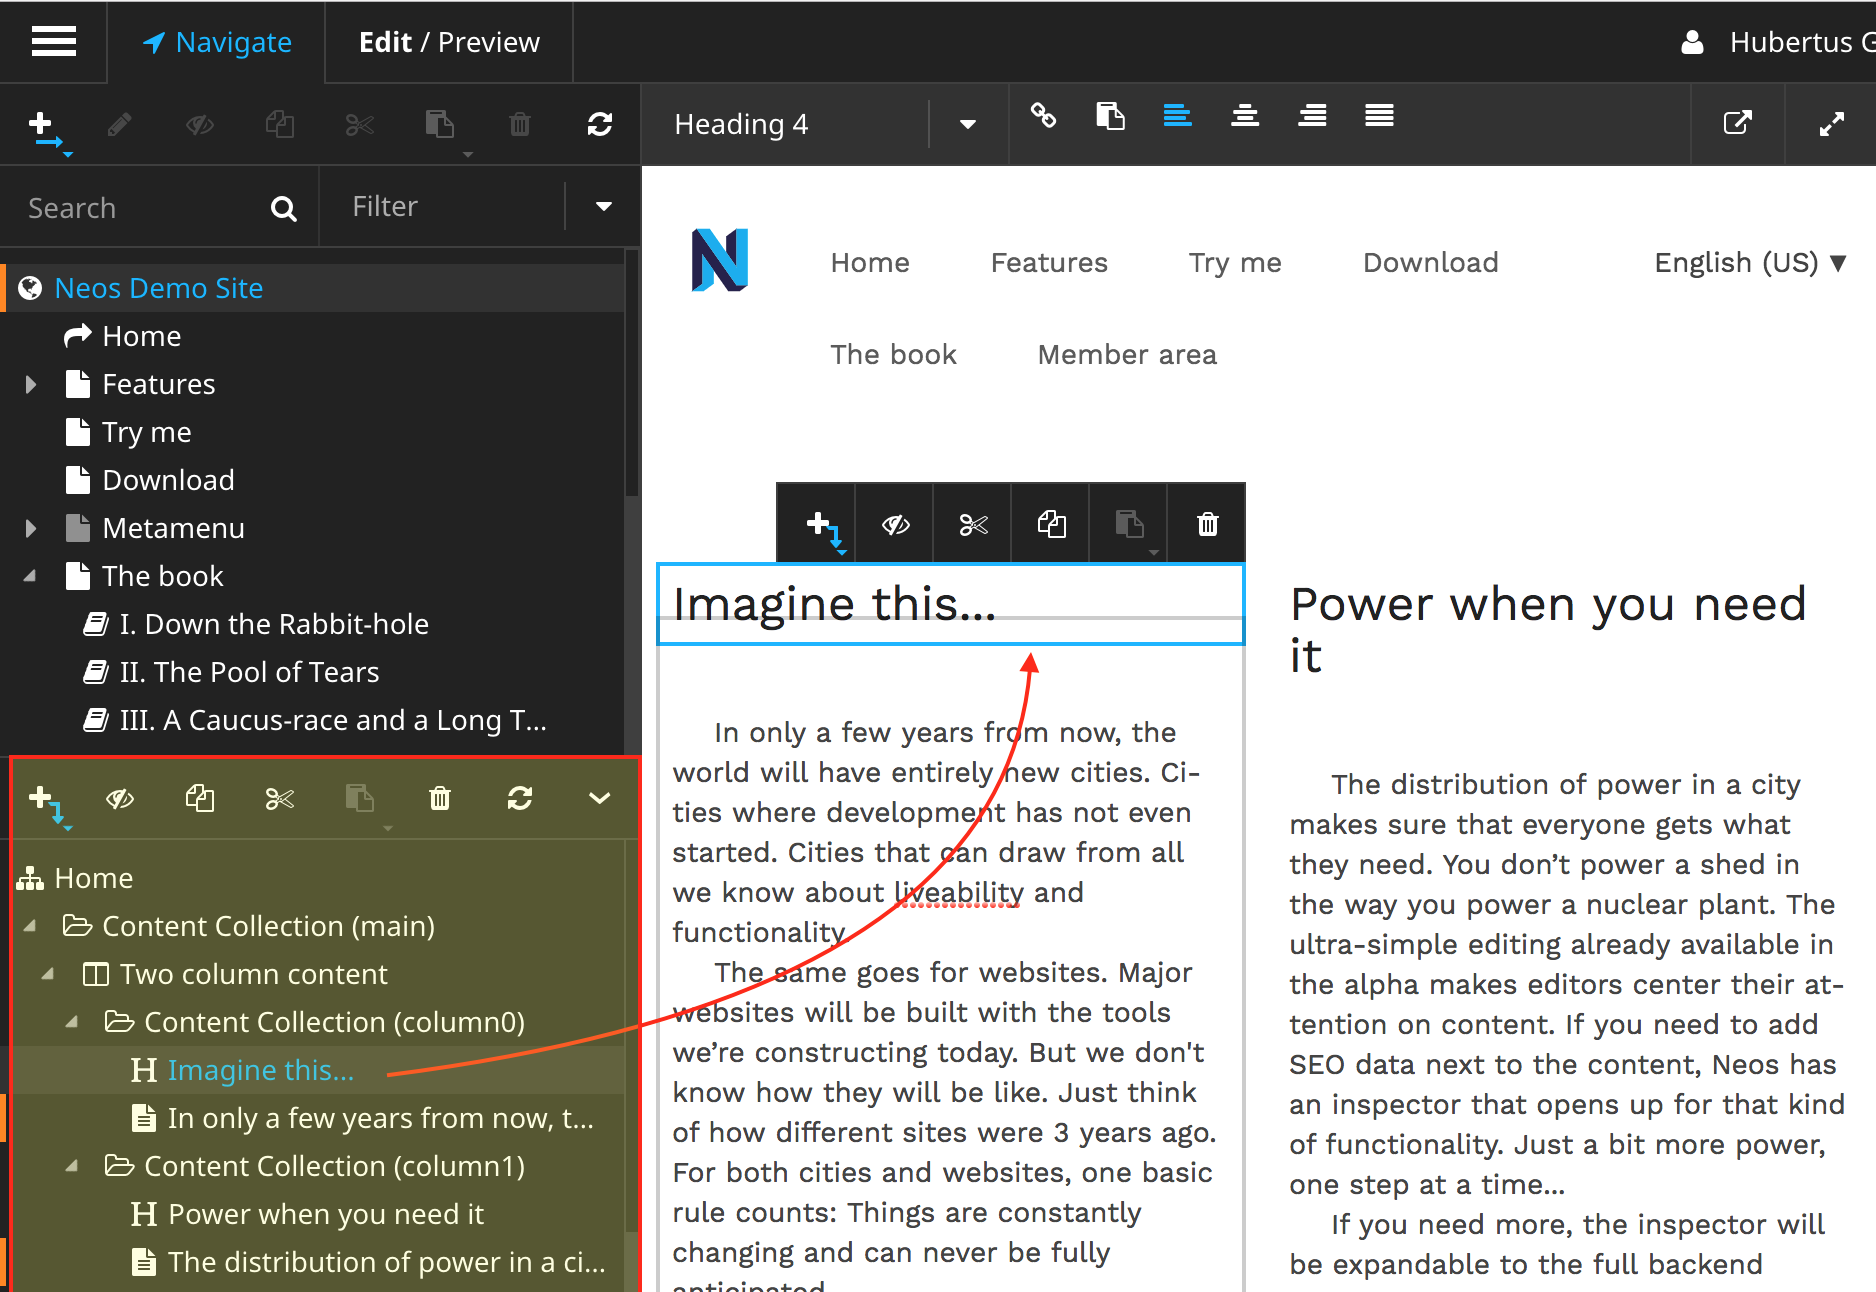 Navigate
Edit / Preview
Hubertus G
Heading 4
Search
Filter
Neos Demo Site
Home
Features
Try me
Download
Metamenu
The book
I. Down the Rabbit-hole
II. The Pool of Tears
III. A Caucus-race and a Long T...
Home
Content Collection (main)
Two column content
Content Collection (column0)
H Imagine this...
In only a few years from now, t...
Content Collection (column1)
H Power when you need it
The distribution of power in a ci...
N
Home
Features
Try me
Download
English (US) ▼
The book
Member area
Imagine this...
In only a few years from now, the
world will have entirely new cities. Ci-
ties where development has not even
started. Cities that can draw from all
we know about liveability and
functionality.
The same goes for websites. Major
websites will be built with the tools
we’re constructing today. But we don't
know how they will be like. Just think
of how different sites were 3 years ago.
For both cities and websites, one basic
rule counts: Things are constantly
changing and can never be fully
anticipated.
Power when you need
it
The distribution of power in a city
makes sure that everyone gets what
they need. You don’t power a shed in
the way you power a nuclear plant. The
ultra-simple editing already available in
the alpha makes editors center their at-
tention on content. If you need to add
SEO data next to the content, Neos has
an inspector that opens up for that kind
of functionality. Just a bit more power,
one step at a time...
If you need more, the inspector will
be expandable to the full backend